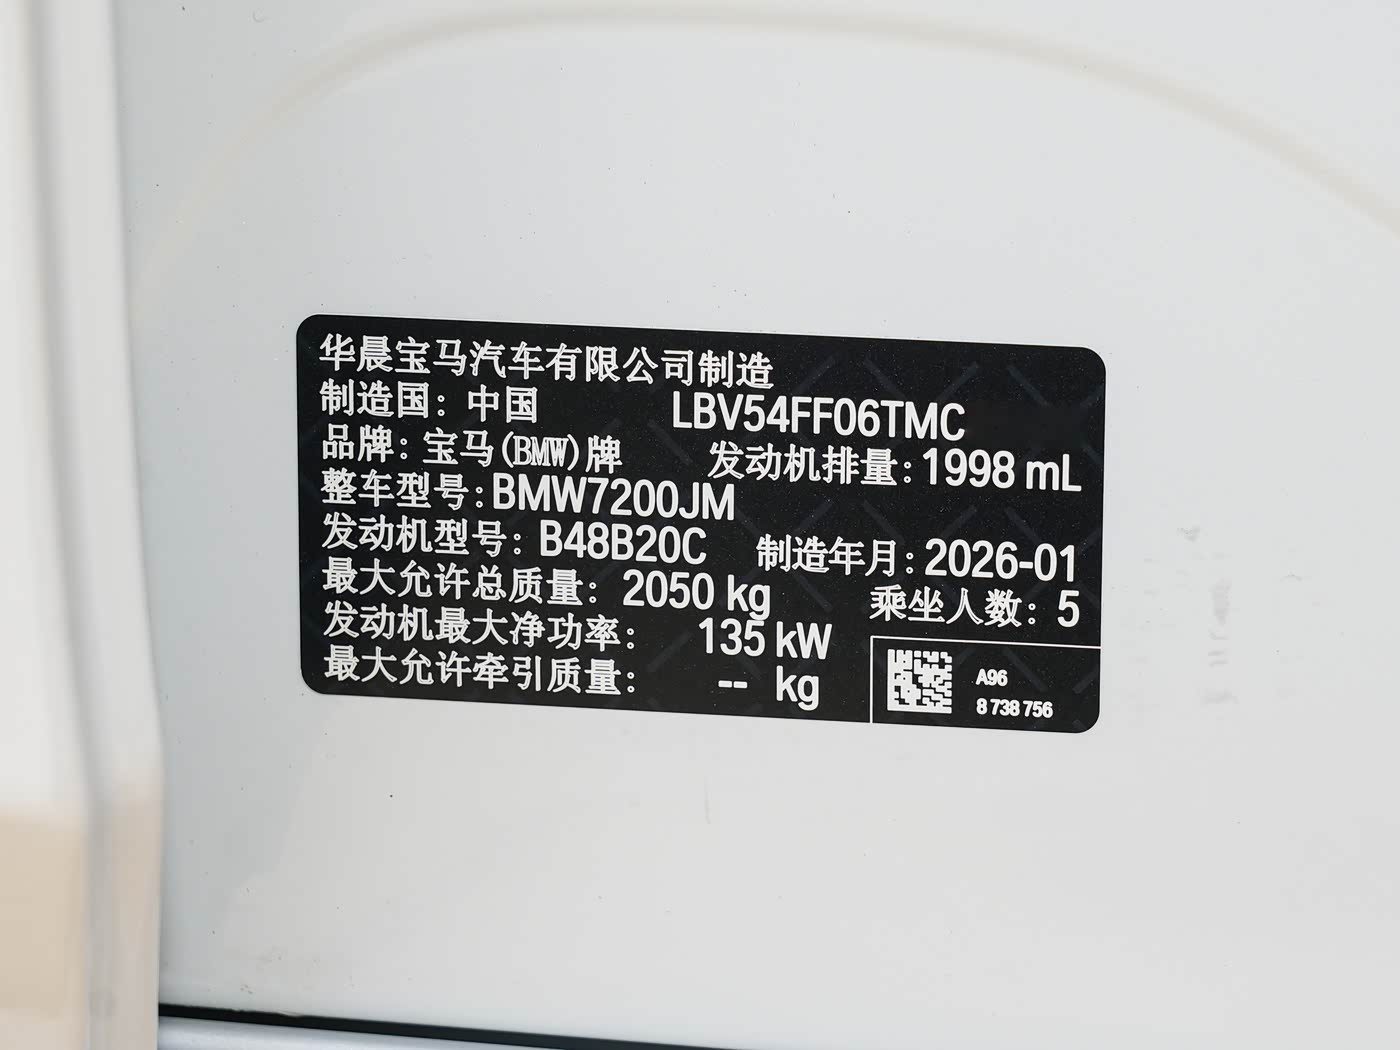 华晨宝马汽车有限公司制造
制造国：中国 LBV54FF06TMC
品牌：宝马(BMW)牌 发动机排量：1998 mL
整车型号：BMW7200JM
发动机型号：B48B20C 制造年月：2026-01
最大允许总质量：2050 kg 乘坐人数：5
发动机最大净功率：135 kW
最大允许牵引质量：-- kg
A96
8 738 756